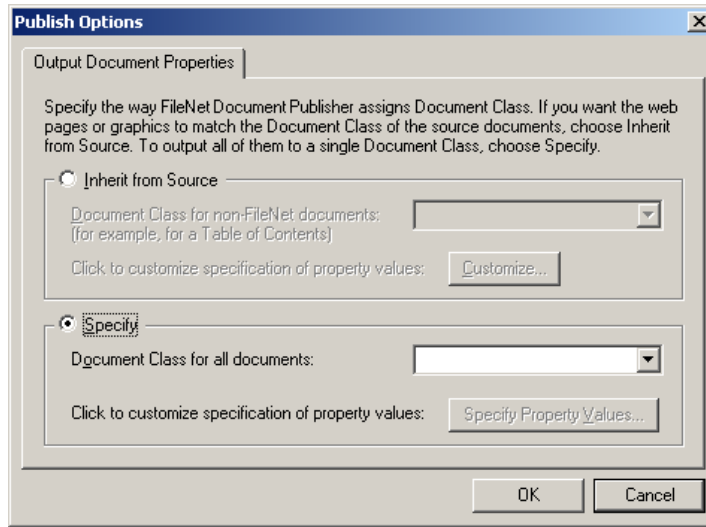 Publish Options
Output Document Properties
Specify the way FileNet Document Publisher assigns Document Class. If you want the web
pages or graphics to match the Document Class of the source documents, choose Inherit
from Source. To output all of them to a single Document Class, choose Specify.
Inherit from Source
Document Class for non-FileNet documents:
(for example, for a Table of Contents)
Click to customize specification of property values: Customize...
Specify
Document Class for all documents:
Click to customize specification of property values: Specify Property Values...
OK Cancel